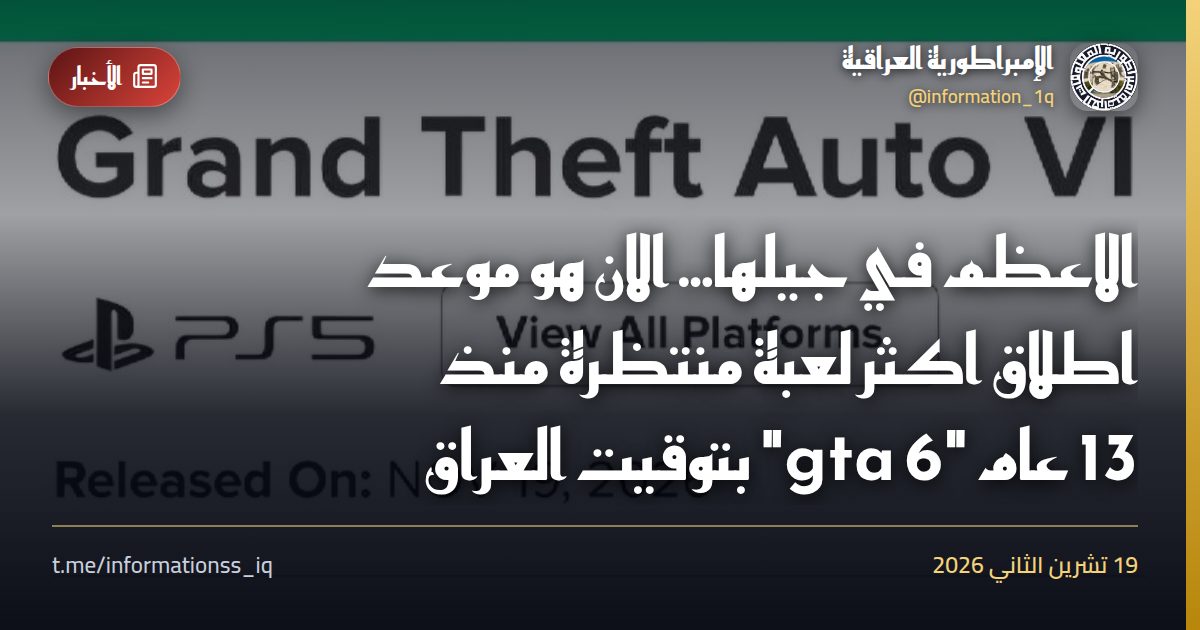 الإمبراطورية العراقية
@information_1q
الأخبار
Grand Theft Auto VI
الاعظم في جيلها... الان هو موعد
اطلاق اكثر لعبة منتظرة منذ
13 عام "gta 6" بتوقيت العراق
PS5
View All Platforms
Released On:
19 تشرين الثاني 2026
t.me/informationss_iq